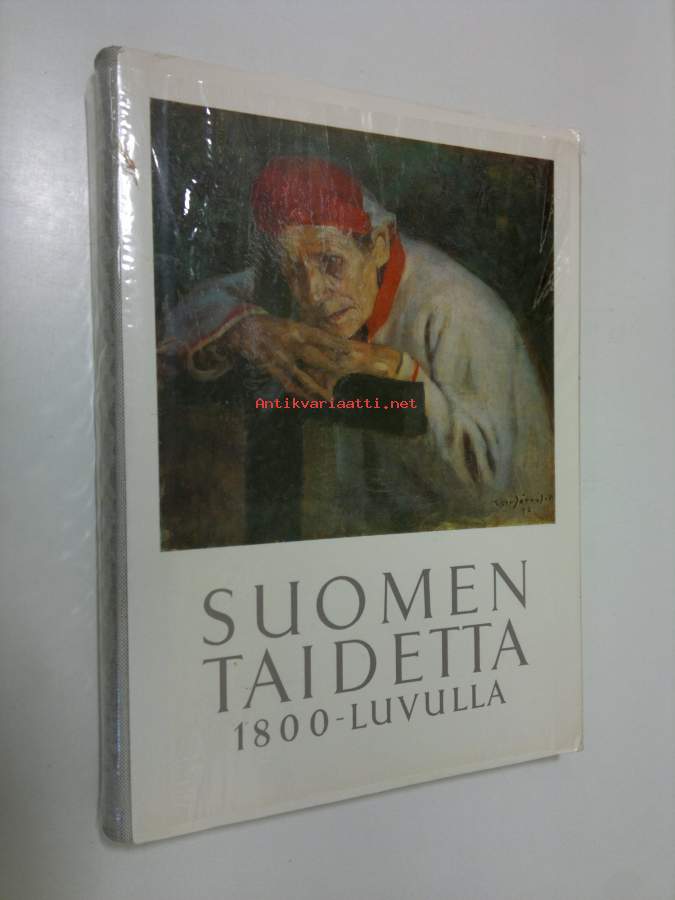 Antikvariaatti.net
SUOMEN
TAIDETTA
1800-LUVULLA